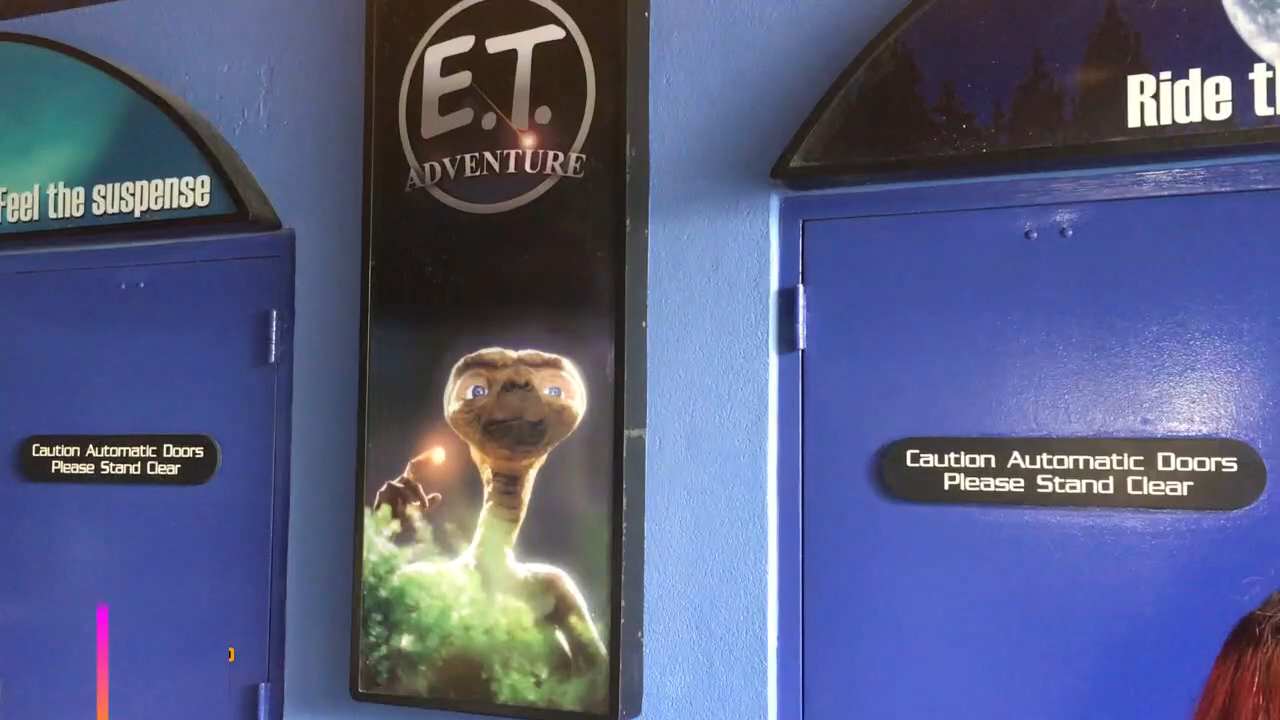 E.T.
ADVENTURE
Feel the suspense
Ride
Caution Automatic Doors
Please Stand Clear
Caution Automatic Doors
Please Stand Clear